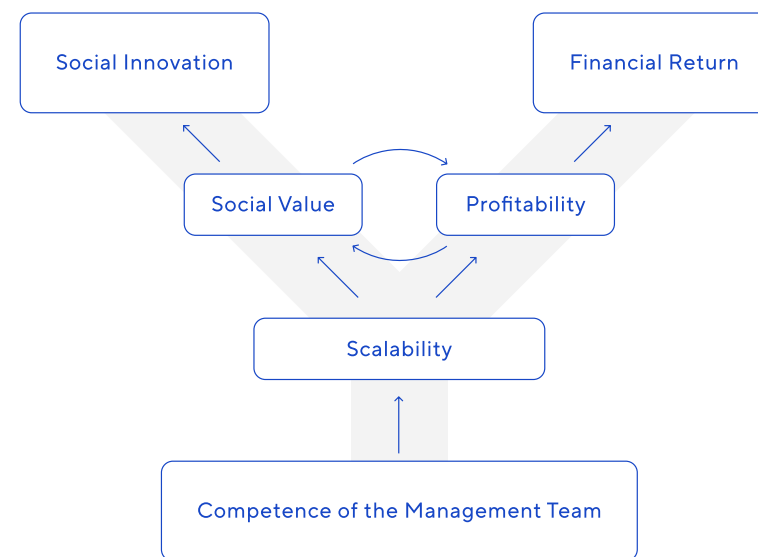 Social Innovation
Financial Return
Social Value
Profitability
Scalability
Competence of the Management Team